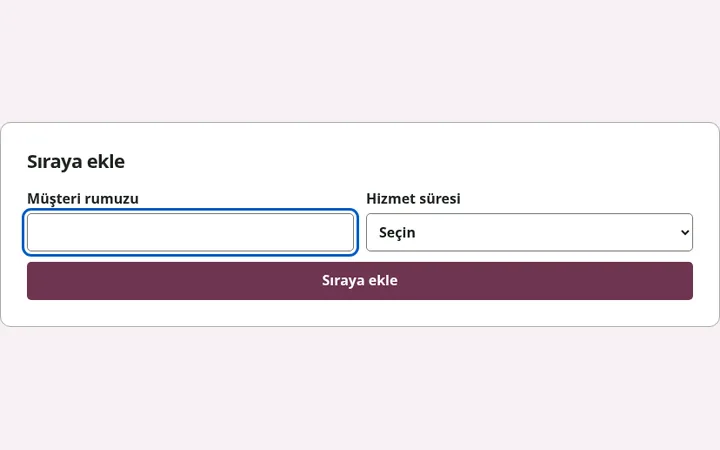 Sıraya ekle
Müşteri rumuzu
Hizmet süresi
Seçin
Sıraya ekle